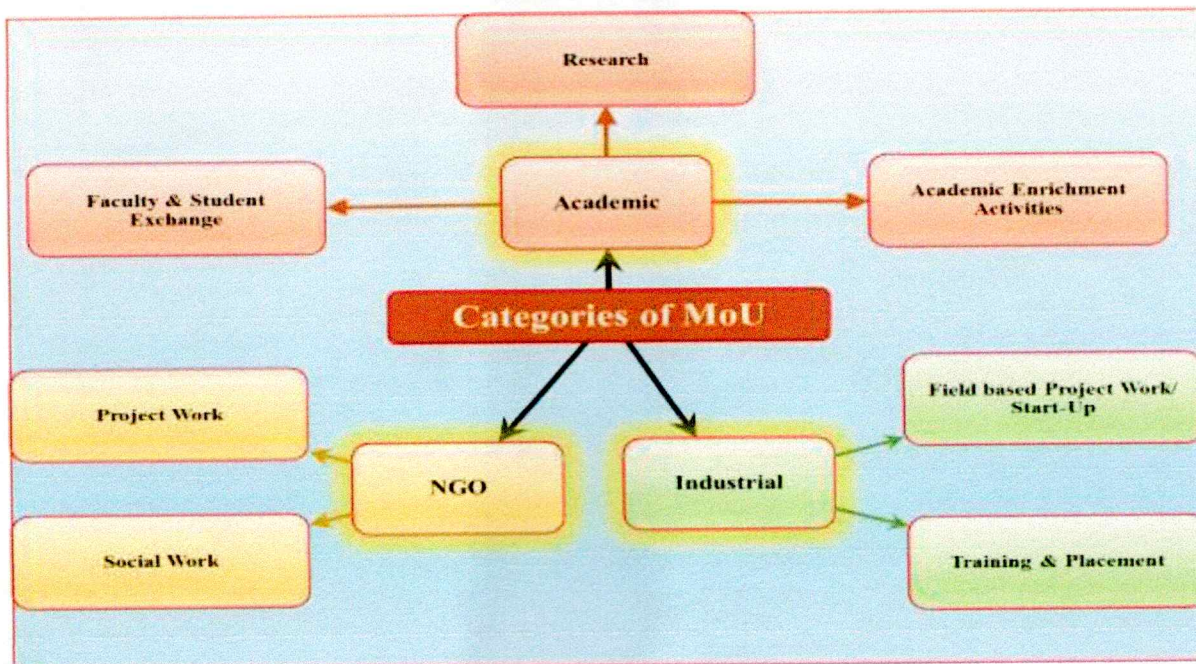 Research
Faculty & Student
Exchange
Academic
Academic Enrichment
Activities
Categories of MoU
Project Work
Field based Project Work/
Start-Up
NGO
Industrial
Social Work
Training & Placement